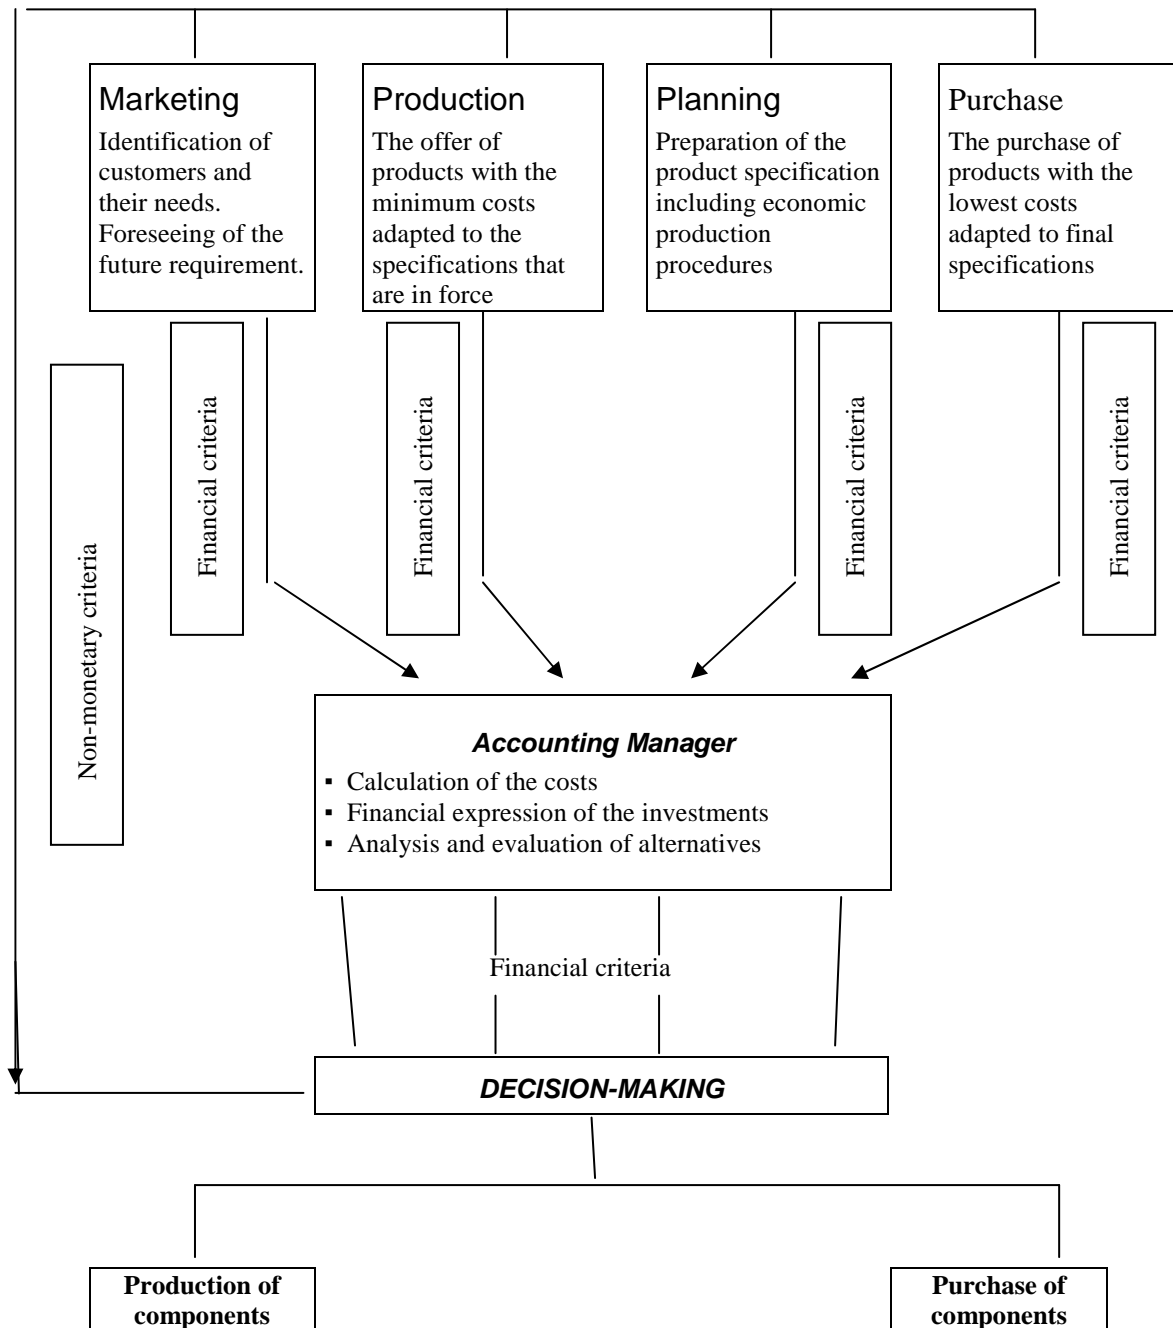 Marketing
Identification of
customers and
their needs.
Foreseeing of the
future requirement.
Production
The offer of
products with the
minimum costs
adapted to the
specifications that
are in force
Planning
Preparation of the
product specification
including economic
production
procedures
Purchase
The purchase of
products with the
lowest costs
adapted to final
specifications
Non-monetary criteria
Financial criteria
Financial criteria
Financial criteria
Financial criteria
Accounting Manager
▪ Calculation of the costs
▪ Financial expression of the investments
▪ Analysis and evaluation of alternatives
Financial criteria
DECISION-MAKING
Production of
components
Purchase of
components